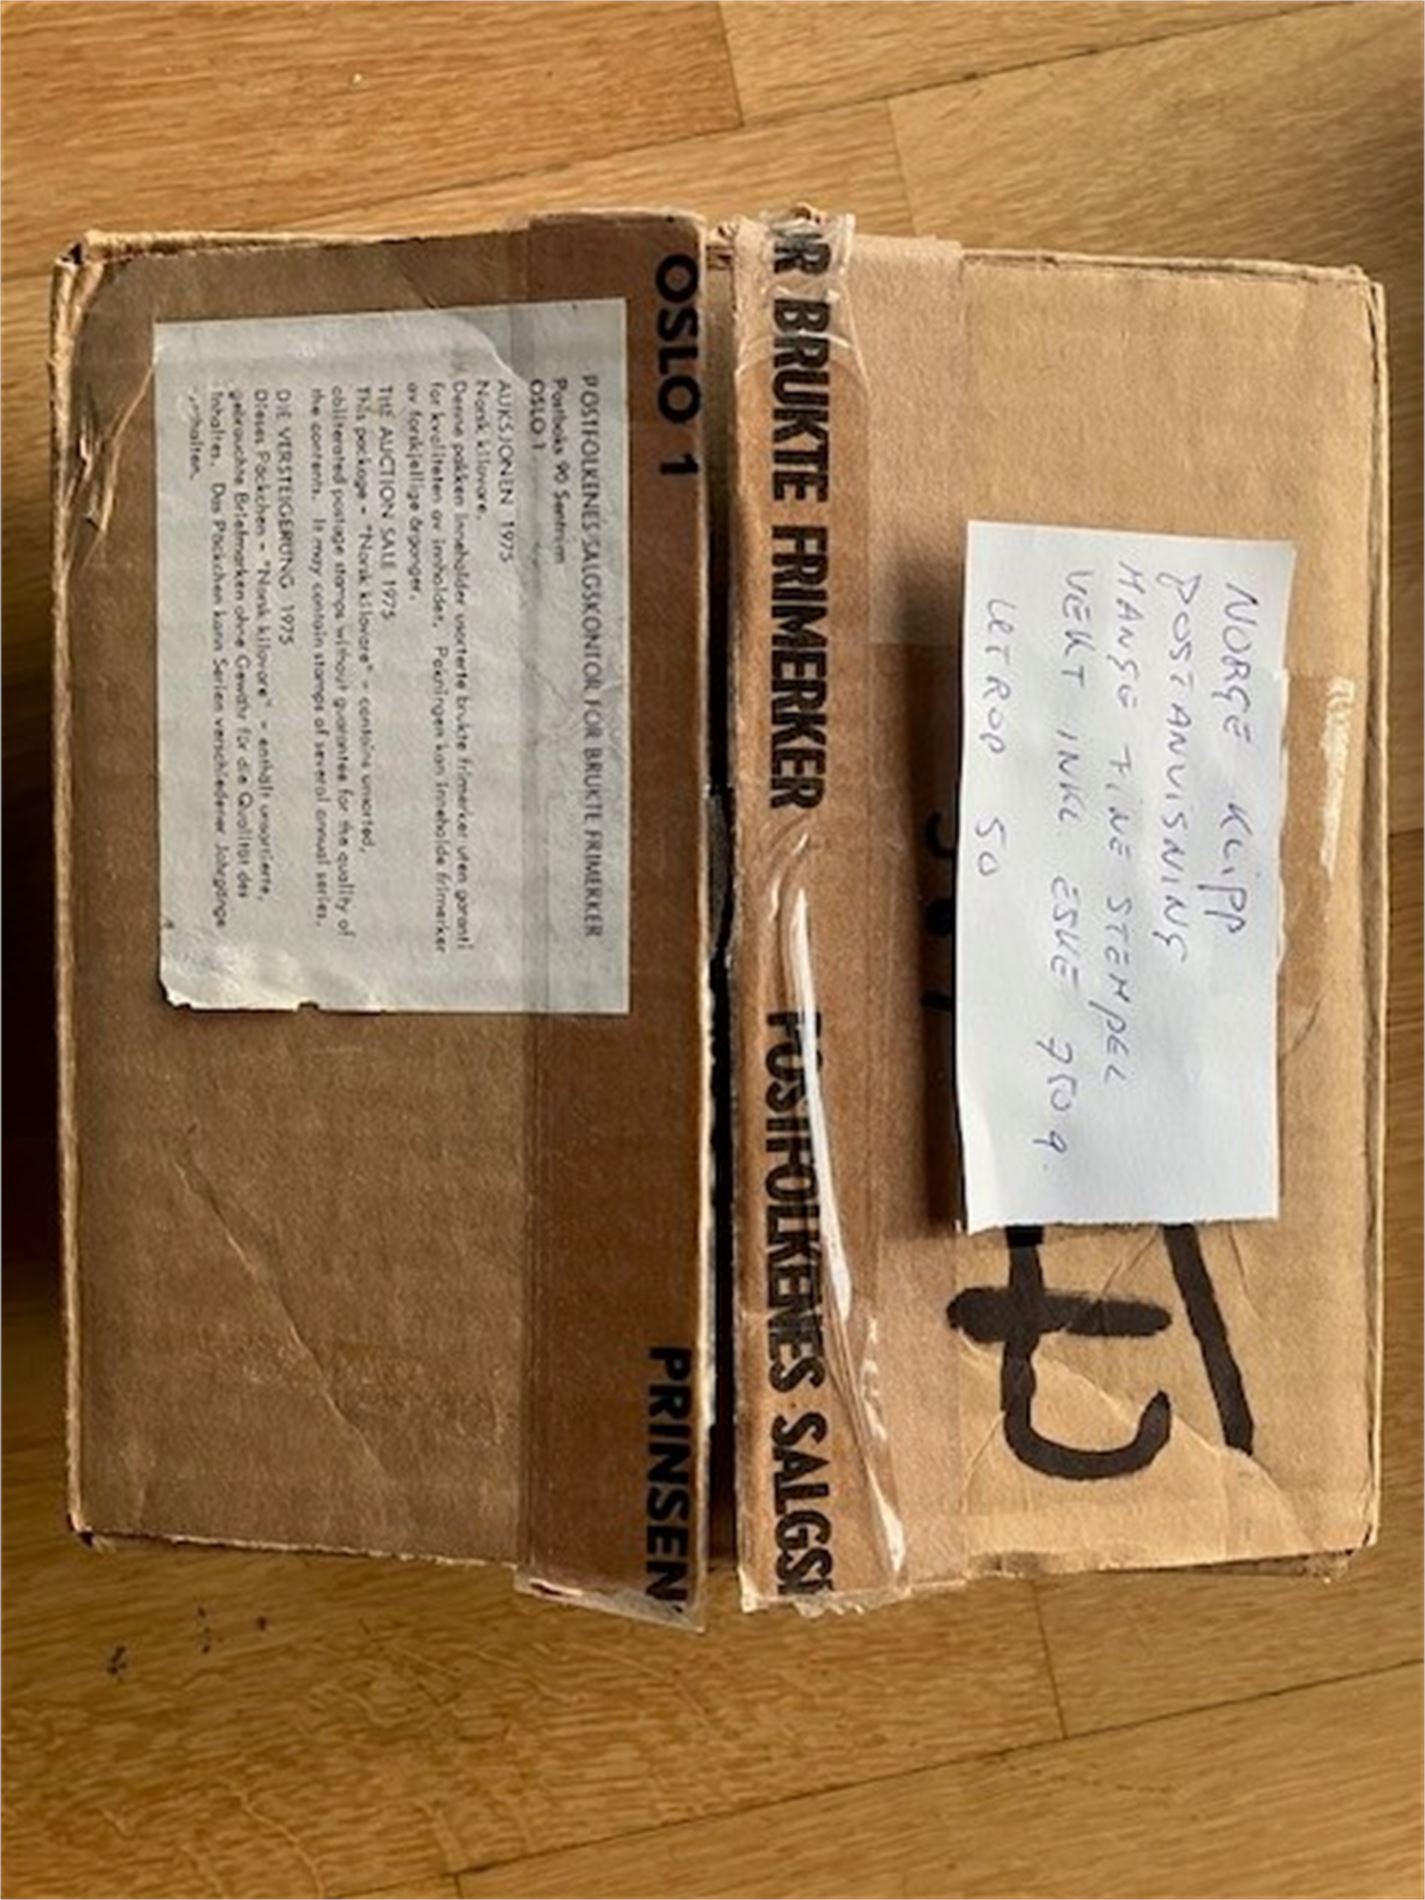 POSTFOLKENES SALGSKONTOR FOR BRUKTE FRIMERKER
Postboks 90 Sentrum
OSLO 1
AUKSJONEN 1975
Norsk kilovare.
Denne pakken inneholder usorterte brukte frimerker uten garanti
for kvaliteten av innholdet. Pakningen kan inneholde frimerker
av forskjellige årganger.
THE AUCTION SALE 1975
This package - "Norsk kilovare" - contains unsorted,
obliterated postage stamps without guarantee for the quality of
the contents. It may contain stamps of several annual series.
DIE VERSTEIGERUNG 1975
Dieses Päckchen - "Norsk kilovare" - enthält unsortierte,
gebrauchte Briefmarken ohne Gewähr für die Qualität des
Inhaltes. Das Päckchen kann Serien verschiedener Jahrgänge
OSLO 1 PRINSEN
R BRUKTE FRIMERKER POSTFOLKENES SALGS
NORGE KLIPP
POSTANVISNING
MANGE FINE STEMPEL
VEKT INKL ESKE 750 g.
UTROP 50